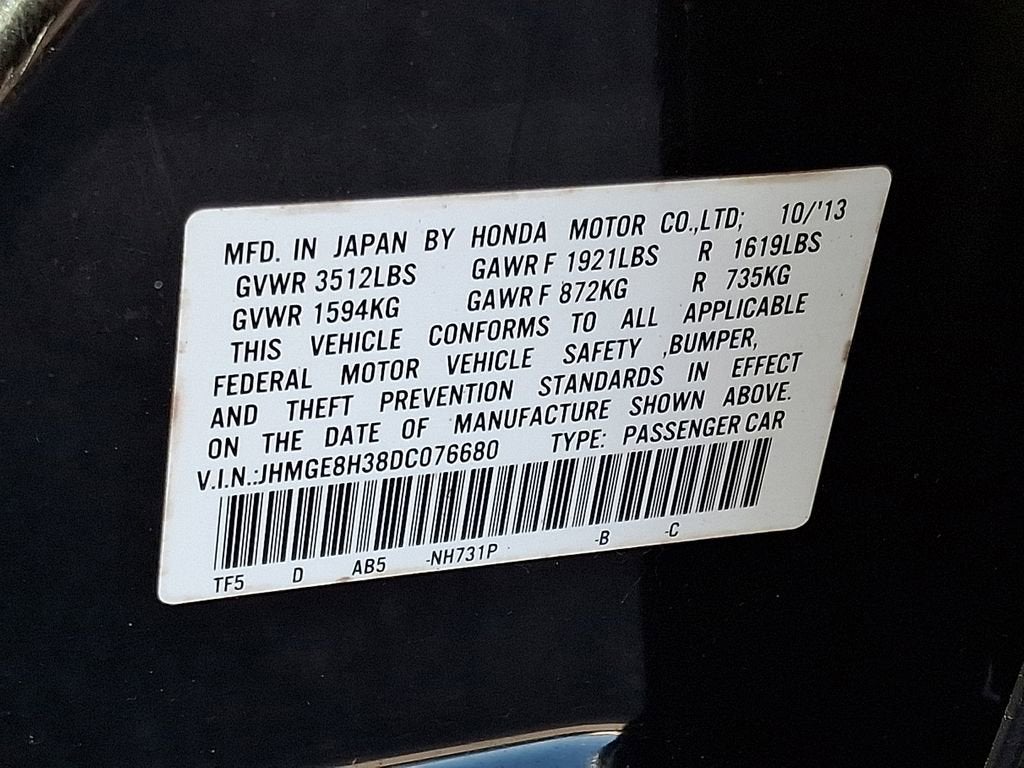 MFD. IN JAPAN BY HONDA MOTOR CO.,LTD; 10/'13
GVWR 3512LBS GAWR F 1921LBS R 1619LBS
GVWR 1594KG GAWR F 872KG R 735KG
THIS VEHICLE CONFORMS TO ALL APPLICABLE
FEDERAL MOTOR VEHICLE SAFETY ,BUMPER,
AND THEFT PREVENTION STANDARDS IN EFFECT
ON THE DATE OF MANUFACTURE SHOWN ABOVE.
V.I.N.:JHMGE8H38DC076680 TYPE: PASSENGER CAR
TF5 D AB5 -NH731P -B -C